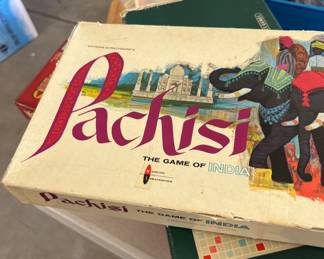 Pachisi
THE GAME OF INDIA
Pachisi THE GAME OF INDIA